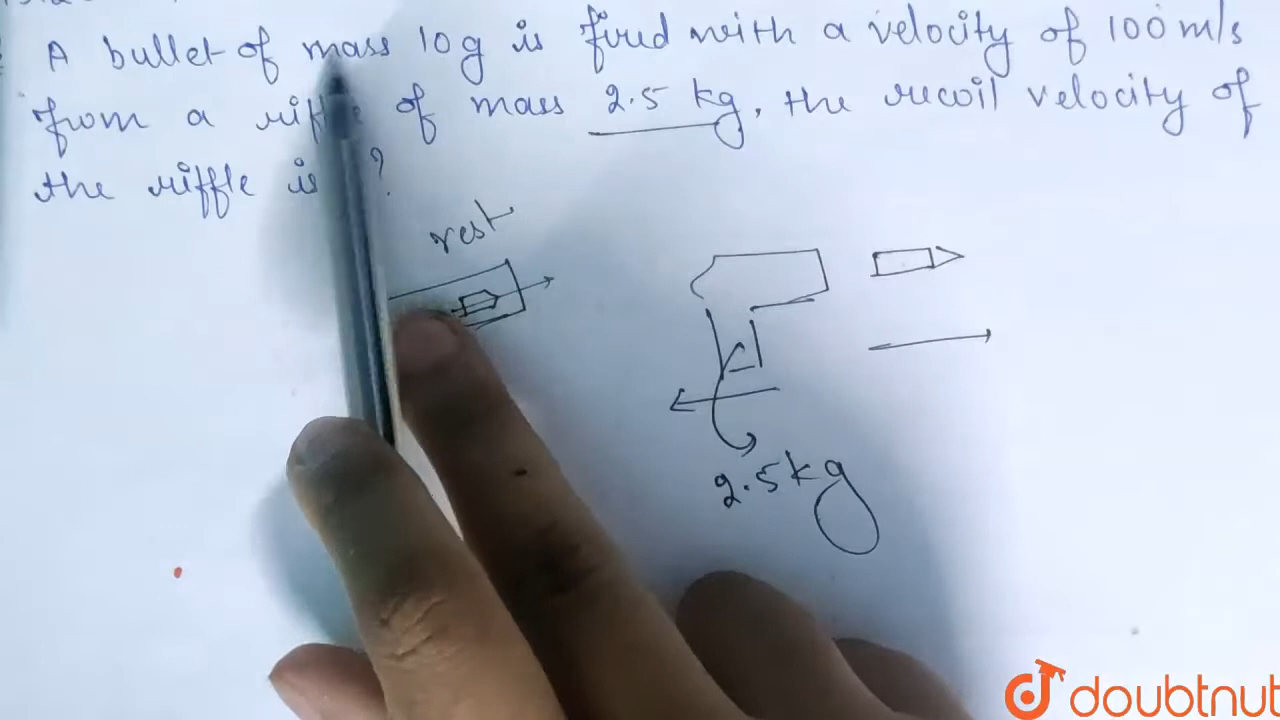 A bullet of mass 10g is fired with a velocity of 100 m/s
from a of mass 2.5 kg, the recoil velocity of
the riffle is ?
rest
2.5kg
doubtnut